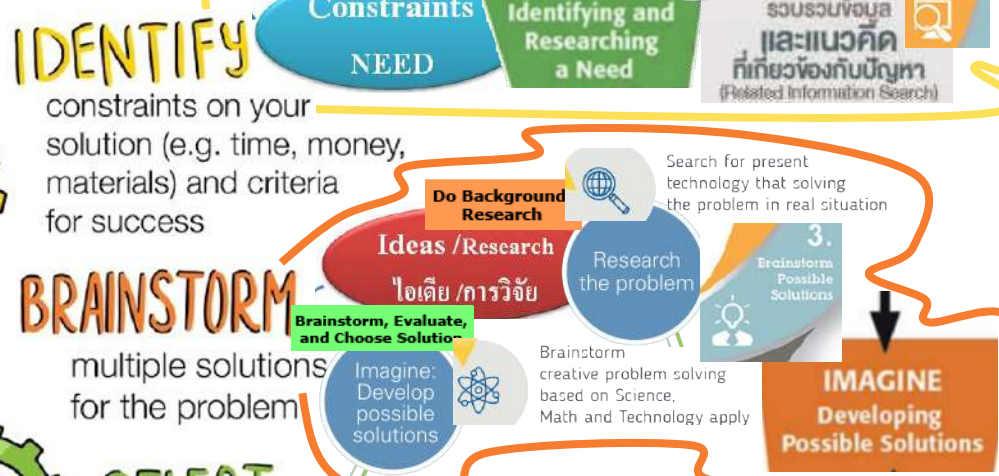 IDENTIFY
constraints on your
solution (e.g. time, money,
materials) and criteria
for success
Constraints
NEED
Identifying and
Researching
a Need
รวบรวมข้อมูล
และแนวคิด
ที่เกี่ยวข้องกับปัญหา
(Related Information Search)
Do Background
Research
Search for present
technology that solving
the problem in real situation
Ideas /Research
ไอเดีย /การวิจัย
Research
the problem
3.
Brainstorm
Possible
Solutions
BRAINSTORM
multiple solutions
for the problem
Brainstorm, Evaluate,
and Choose Solution
Imagine:
Develop
possible
solutions
Brainstorm
creative problem solving
based on Science,
Math and Technology apply
IMAGINE
Developing
Possible Solutions
SELECT